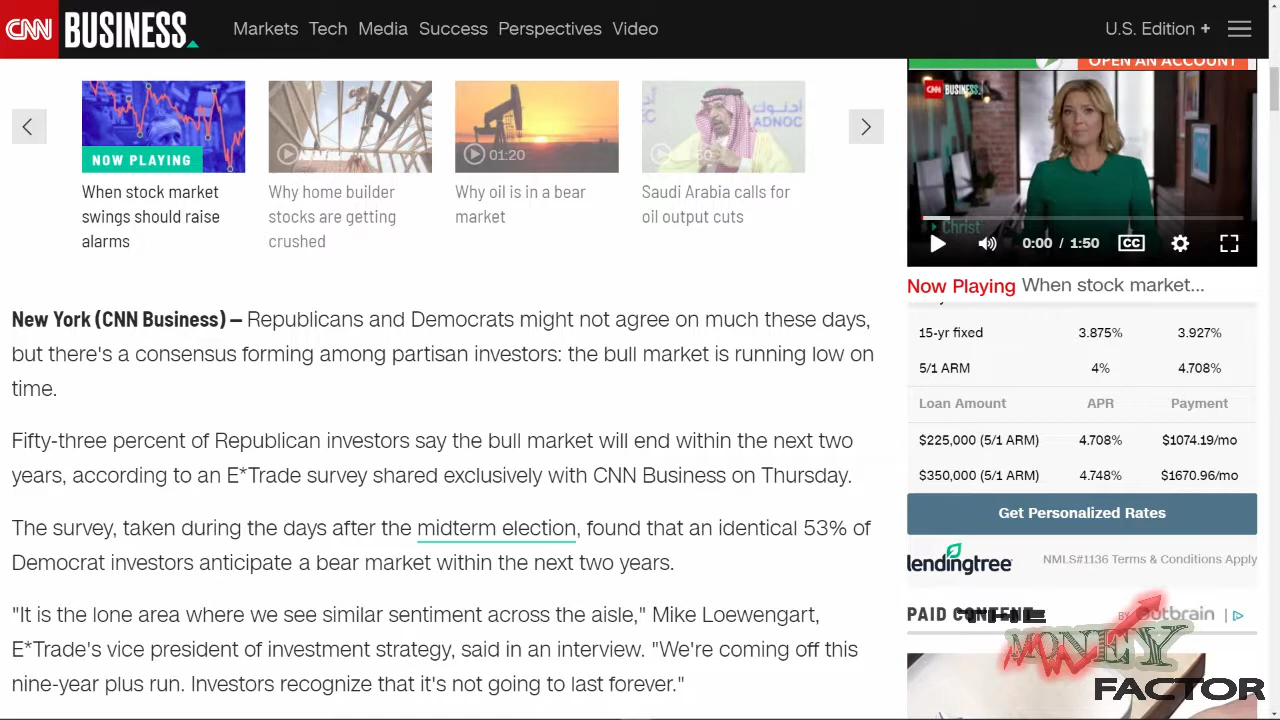 CNN BUSINESS Markets Tech Media Success Perspectives Video U.S. Edition +
OPEN AN ACCOUNT
CNN BUSINESS
NOW PLAYING
01:20
ADNOC
When stock market
swings should raise
alarms
Why home builder
stocks are getting
crushed
Why oil is in a bear
market
Saudi Arabia calls for
oil output cuts
Christ
0:00 / 1:50 CC
Now Playing When stock market...
New York (CNN Business) — Republicans and Democrats might not agree on much these days,
but there's a consensus forming among partisan investors: the bull market is running low on
time.
Fifty-three percent of Republican investors say the bull market will end within the next two
years, according to an E*Trade survey shared exclusively with CNN Business on Thursday.
The survey, taken during the days after the midterm election, found that an identical 53% of
Democrat investors anticipate a bear market within the next two years.
"It is the lone area where we see similar sentiment across the aisle," Mike Loewengart,
E*Trade's vice president of investment strategy, said in an interview. "We're coming off this
nine-year plus run. Investors recognize that it's not going to last forever."
15-yr fixed 3.875% 3.927%
5/1 ARM 4% 4.708%
Loan Amount APR Payment
$225,000 (5/1 ARM) 4.708% $1074.19/mo
$350,000 (5/1 ARM) 4.748% $1670.96/mo
Get Personalized Rates
lendingtree NMLS#1136 Terms & Conditions Apply
PAID CONTENT BY Outbrain
THE
MONEY
FACTOR